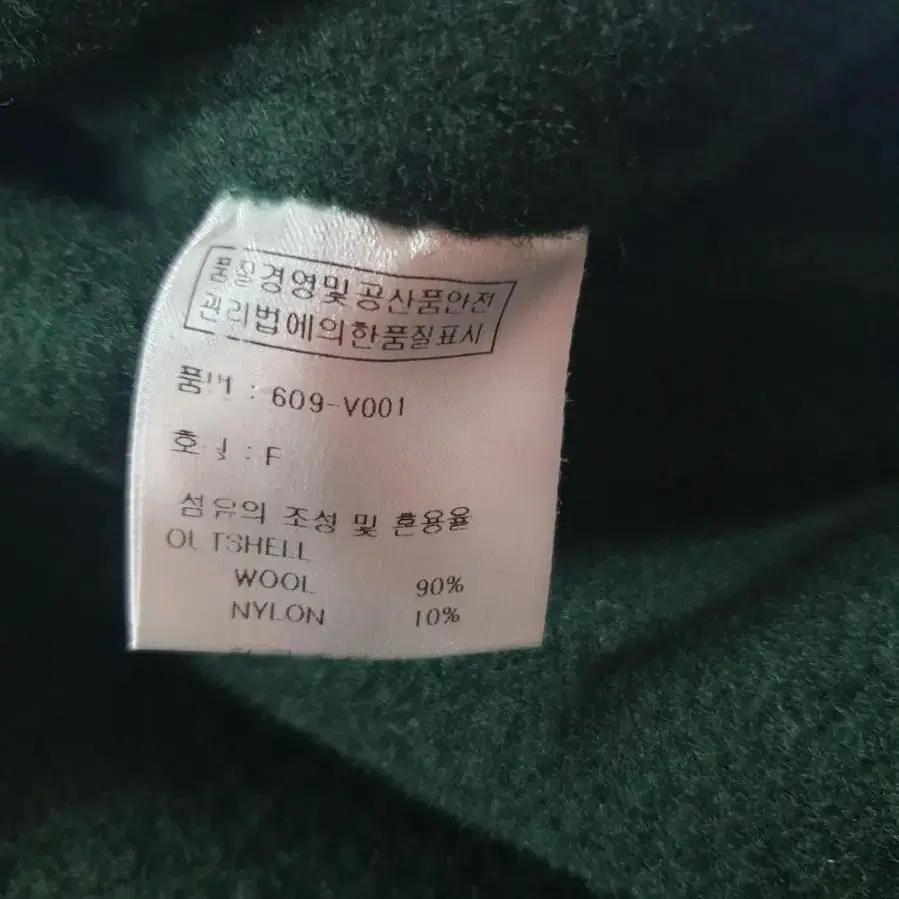 품질경영및공산품안전
관리법에의한품질표시
품번 : 609-V001
호칭 : F
섬유의 조성 및 혼용율
OUTSHELL
WOOL 90%
NYLON 10%